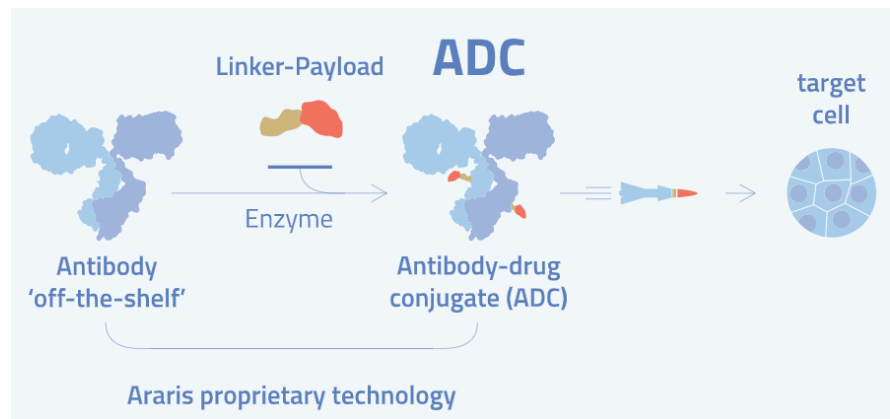 ADC
Linker-Payload
target
cell
Enzyme
Antibody
‘off-the-shelf’
Antibody-drug
conjugate (ADC)
Araris proprietary technology